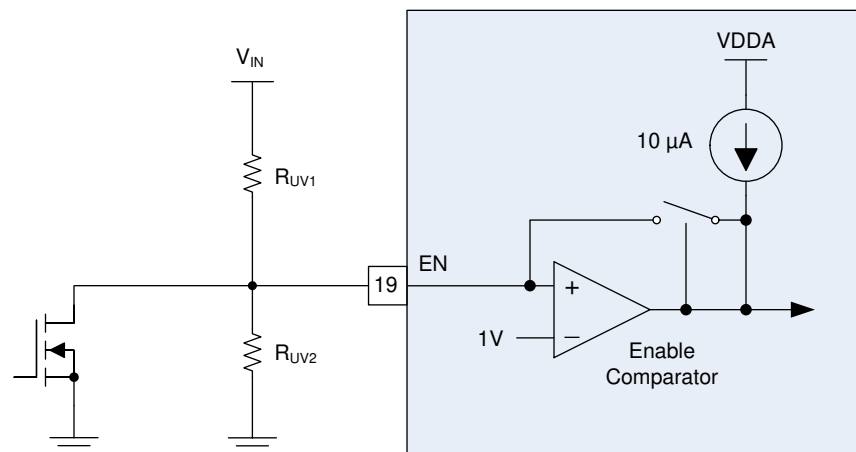 VDDA
V_IN
10 µA
R_UV1
EN
19
+
1V
−
R_UV2
Enable
Comparator